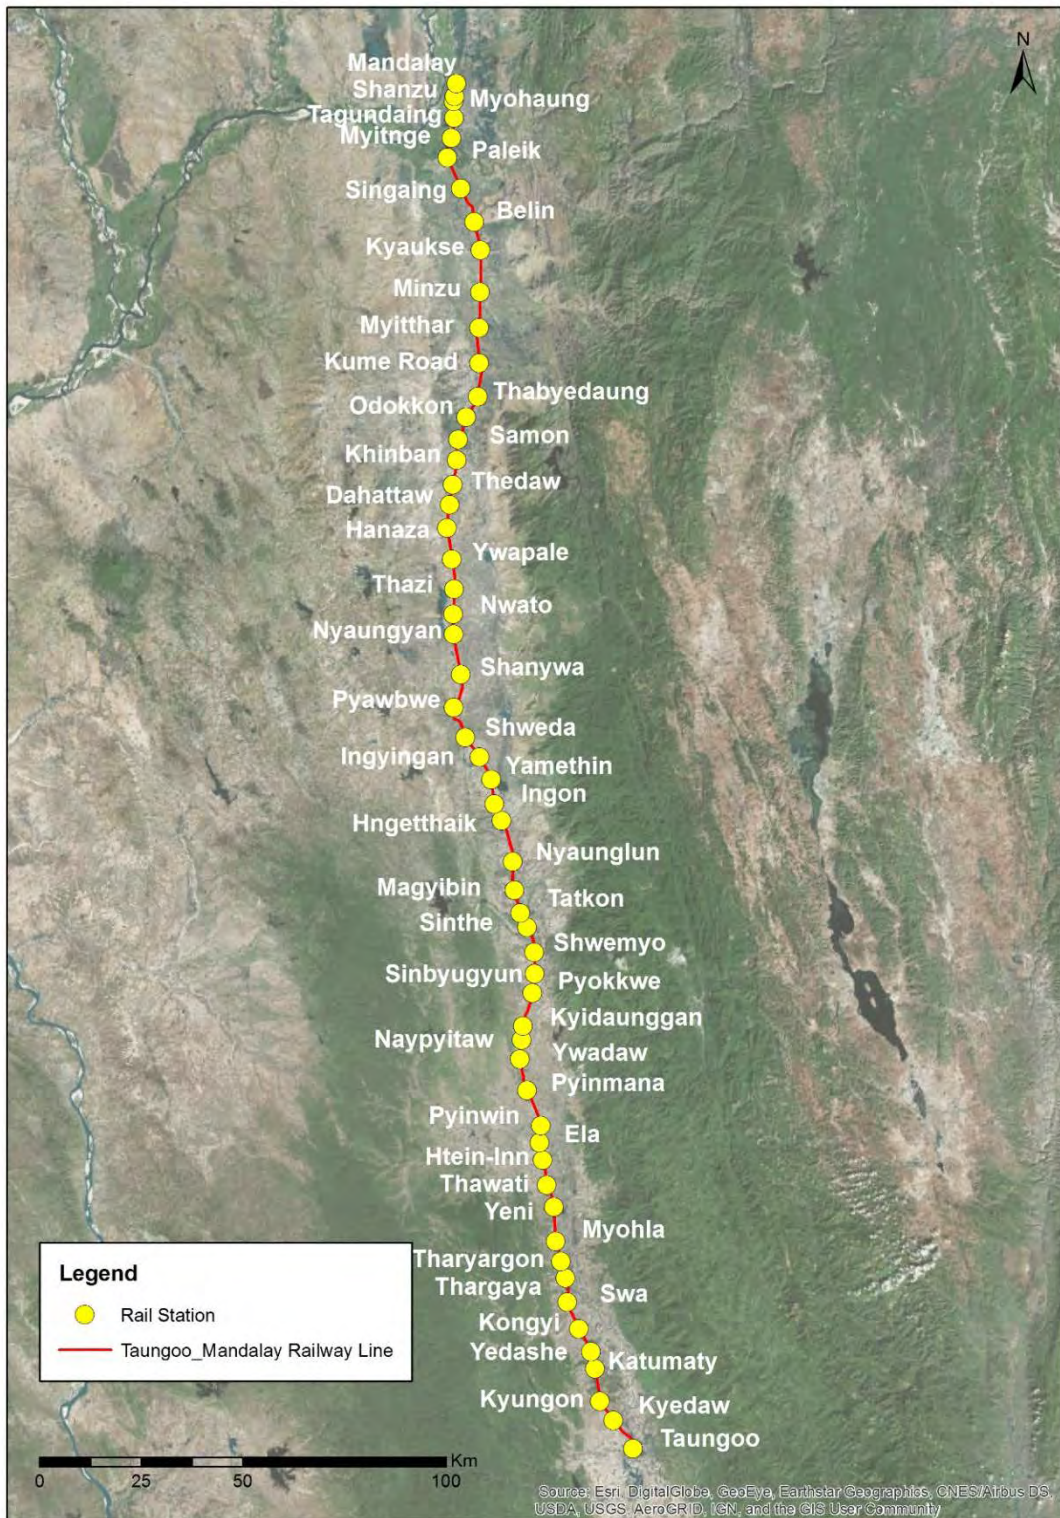 N
Mandalay
Shanzu
Myohaung
Tagundaing
Myitnge
Paleik
Singaing
Belin
Kyaukse
Minzu
Myitthar
Kume Road
Thabyedaung
Odokkon
Samon
Khinban
Thedaw
Dahattaw
Hanaza
Ywapale
Thazi
Nwato
Nyaungyan
Shanywa
Pyawbwe
Shweda
Ingyingan
Yamethin
Ingon
Hngetthaik
Nyaunglun
Magyibin
Tatkon
Sinthe
Shwemyo
Sinbyugyun
Pyokkwe
Kyidaunggan
Naypyitaw
Ywadaw
Pyinmana
Pyinwin
Ela
Htein-Inn
Thawati
Yeni
Myohla
Tharyargon
Thargaya
Swa
Kongyi
Yedashe
Katumaty
Kyungon
Kyedaw
Taungoo
Legend
Rail Station
Taungoo_Mandalay Railway Line
Km
0 50 100
Source: Esri, DigitalGlobe, GeoEye, Earthstar Geographics, CNES/Airbus DS,
USDA, USGS, AeroGRID, IGN, and the GIS User Community